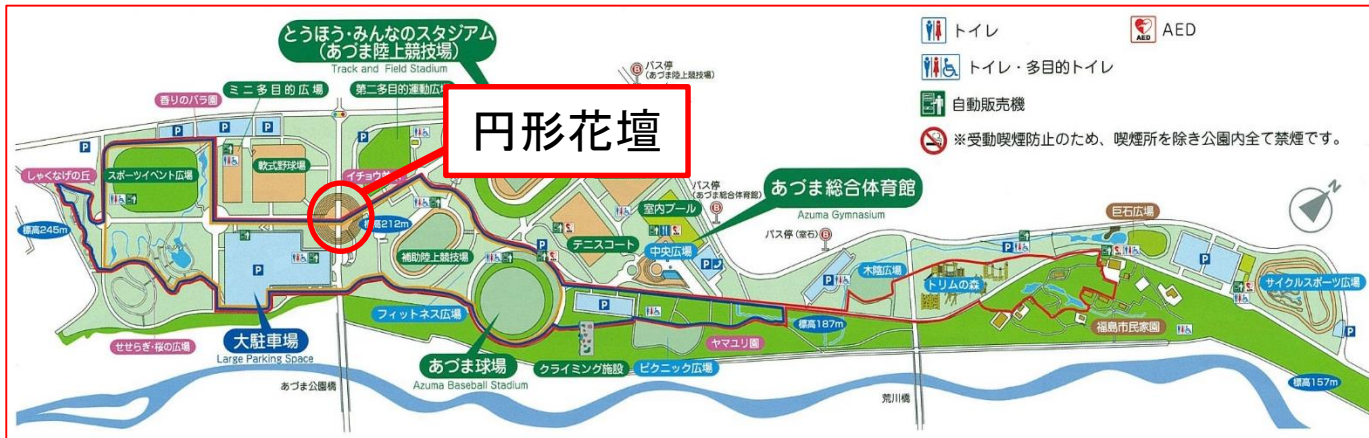 とうほう・みんなのスタジアム
(あづま陸上競技場)
Track and Field Stadium
バス停
(あづま陸上競技場)
トイレ
AED
AED
トイレ・多目的トイレ
自動販売機
※受動喫煙防止のため、喫煙所を除き公園内全て禁煙です。
香りのバラ園
ミニ多目的広場
第二多目的運動広
円形花壇
しゃくなげの丘
スポーツイベント広場
軟式野球場
イチョウ
標高245m
標高212m
補助陸上競技場
バス停
(あづま総合体育館)
あづま総合体育館
Azuma Gymnasium
室内プール
テニスコート
中央広場
バス停(室石)
巨石広場
木陰広場
トリムの森
サイクルスポーツ広場
福島市民家園
標高187m
標高157m
フィットネス広場
せせらぎ・桜の広場
大駐車場
Large Parking Space
あづま球場
Azuma Baseball Stadium
クライミング施設
ピクニック広場
ヤマユリ園
あづま公園橋
荒川橋
P
P
P
P
P
P
P
P
P
P
P
B
B
B
N